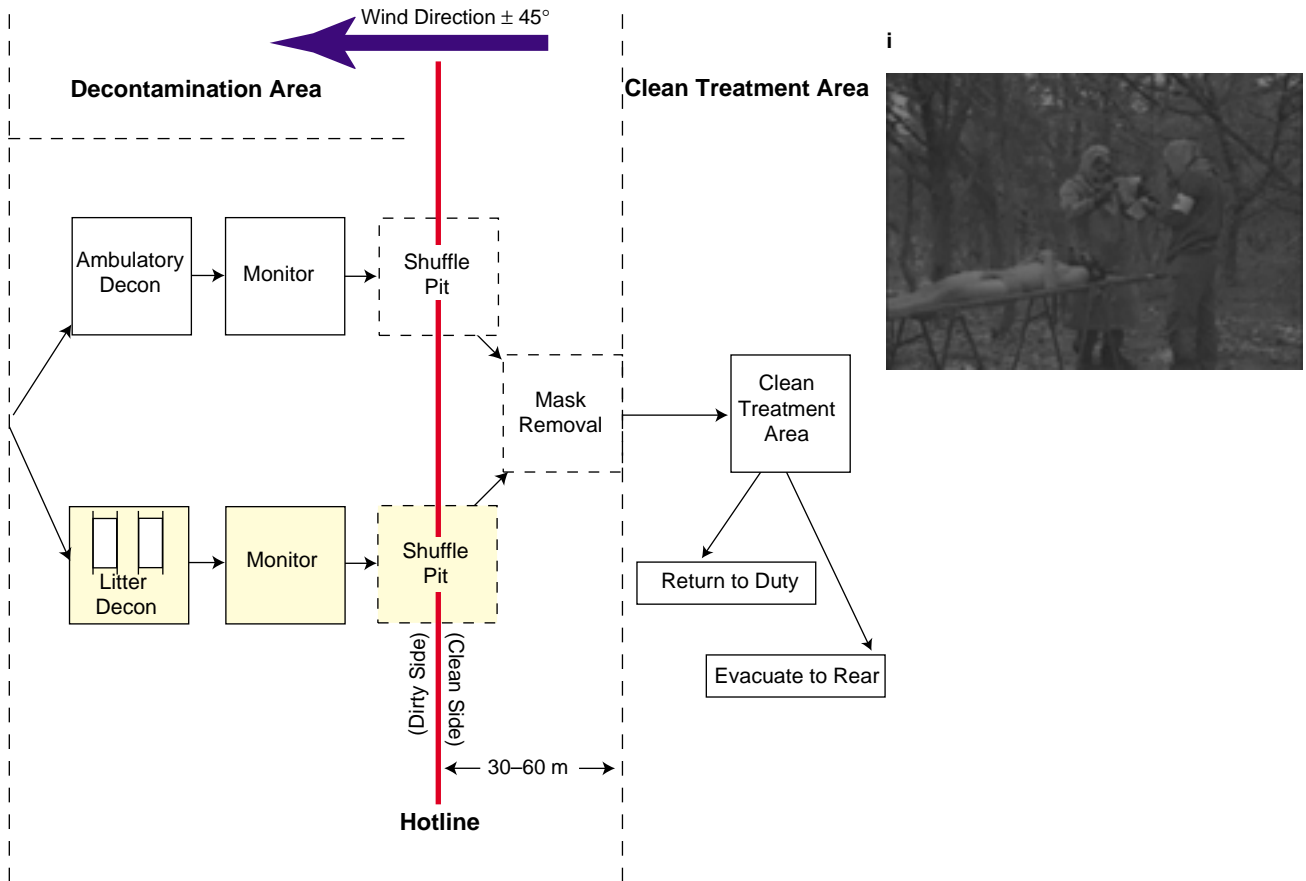 Wind Direction ± 45°
i
Decontamination Area
Clean Treatment Area
Ambulatory
Decon
Monitor
Shuffle
Pit
Mask
Removal
Clean
Treatment
Area
Litter
Decon
Monitor
Shuffle
Pit
Return to Duty
(Dirty Side)
(Clean Side)
Evacuate to Rear
30–60 m
Hotline